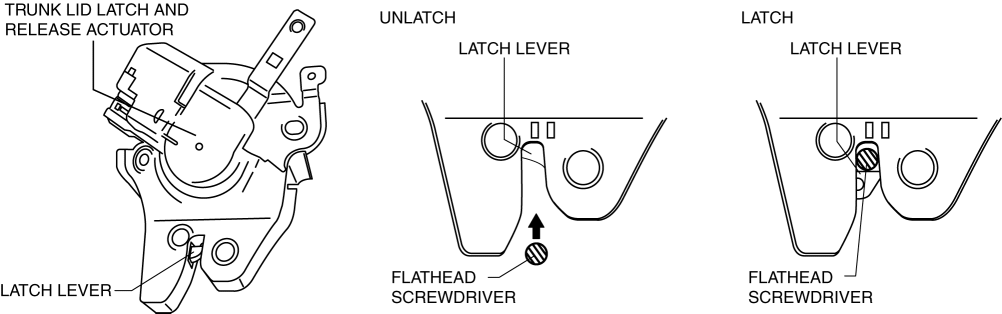 TRUNK LID LATCH AND
RELEASE ACTUATOR
LATCH LEVER
UNLATCH
LATCH LEVER
FLATHEAD
SCREWDRIVER
LATCH
LATCH LEVER
FLATHEAD
SCREWDRIVER